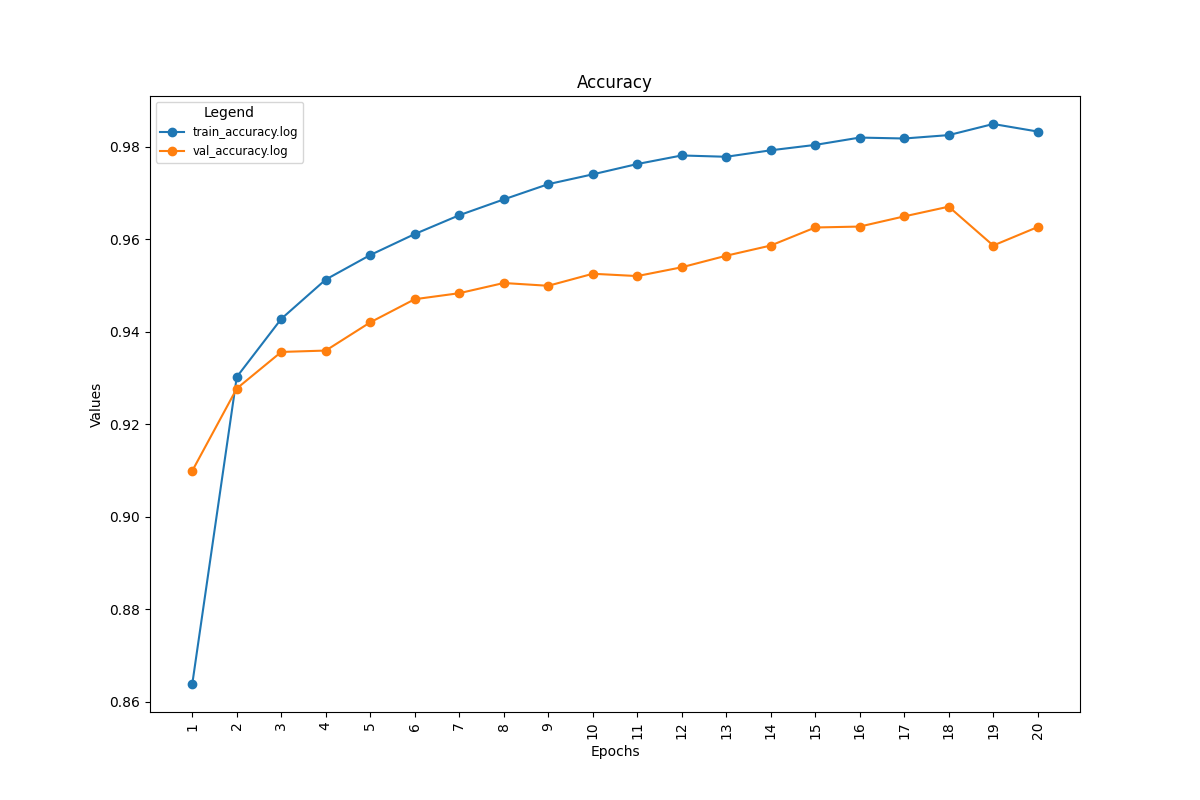 Accuracy
Legend
train_accuracy.log
val_accuracy.log
0.98
0.96
0.94
0.92
0.90
0.88
0.86
Values
1 2 3 4 5 6 7 8 9 10 11 12 13 14 15 16 17 18 19 20
Epochs